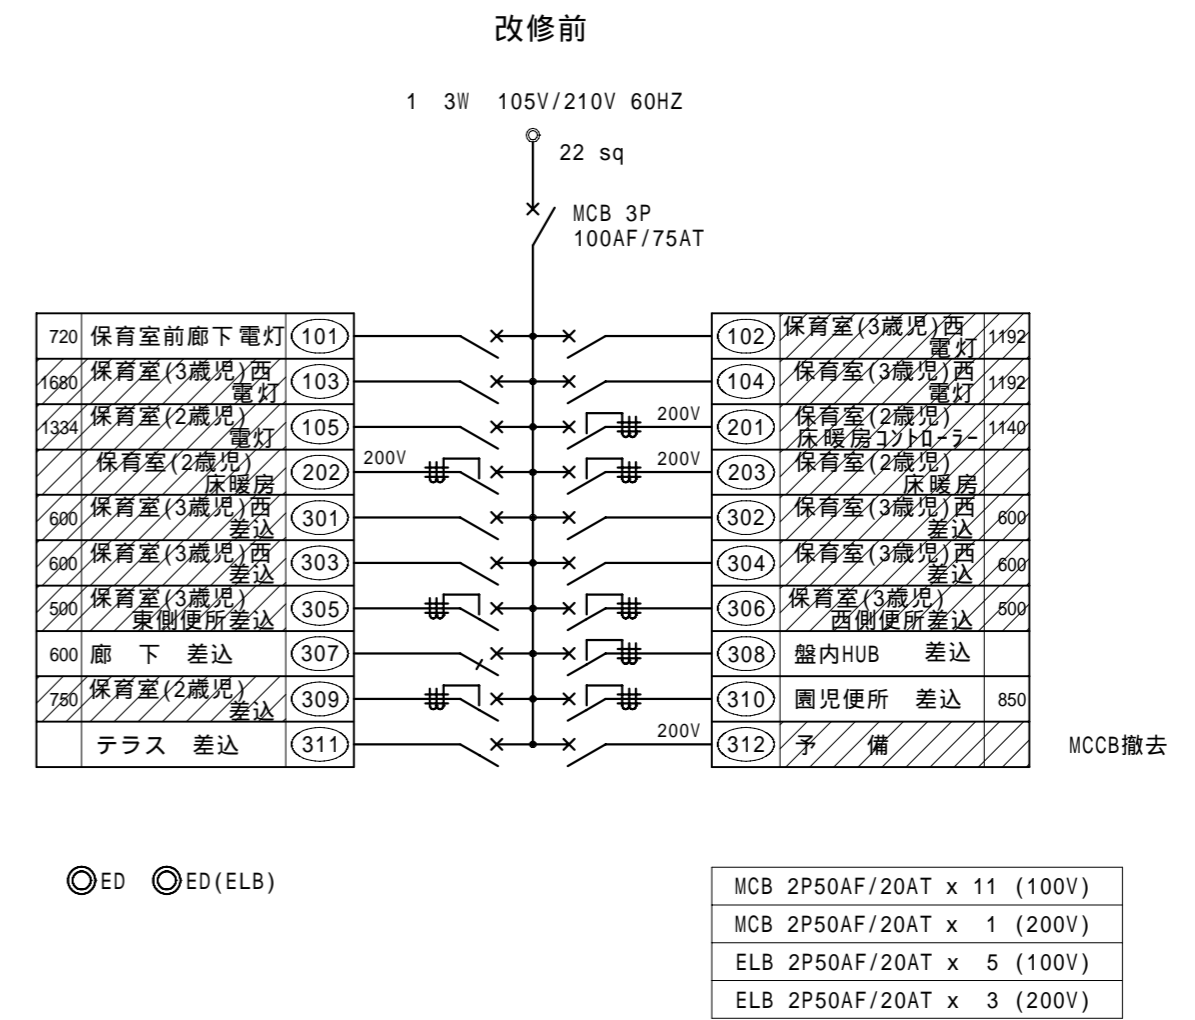 改修前
1 3W 105V/210V 60HZ
22 sq
MCB 3P
100AF/75AT
720 保育室前廊下 電灯 101
102 保育室(3歳児)西 電灯 1192
1680 保育室(3歳児)西 電灯 103
104 保育室(3歳児)西 電灯 1192
1334 保育室(2歳児) 電灯 105
200V 201 保育室(2歳児) 床暖房コントローラー 1140
保育室(2歳児) 床暖房 202 200V
200V 203 保育室(2歳児) 床暖房
600 保育室(3歳児)西 差込 301
302 保育室(3歳児)西 差込 600
600 保育室(3歳児)西 差込 303
304 保育室(3歳児)西 差込 600
500 保育室(3歳児) 東側便所差込 305
306 保育室(3歳児) 西側便所差込 500
600 廊 下 差込 307
308 盤内HUB 差込
750 保育室(2歳児) 差込 309
310 園児便所 差込 850
テラス 差込 311
200V 312 予 備
MCCB撤去
ED ED(ELB)
MCB 2P50AF/20AT x 11 (100V)
MCB 2P50AF/20AT x 1 (200V)
ELB 2P50AF/20AT x 5 (100V)
ELB 2P50AF/20AT x 3 (200V)